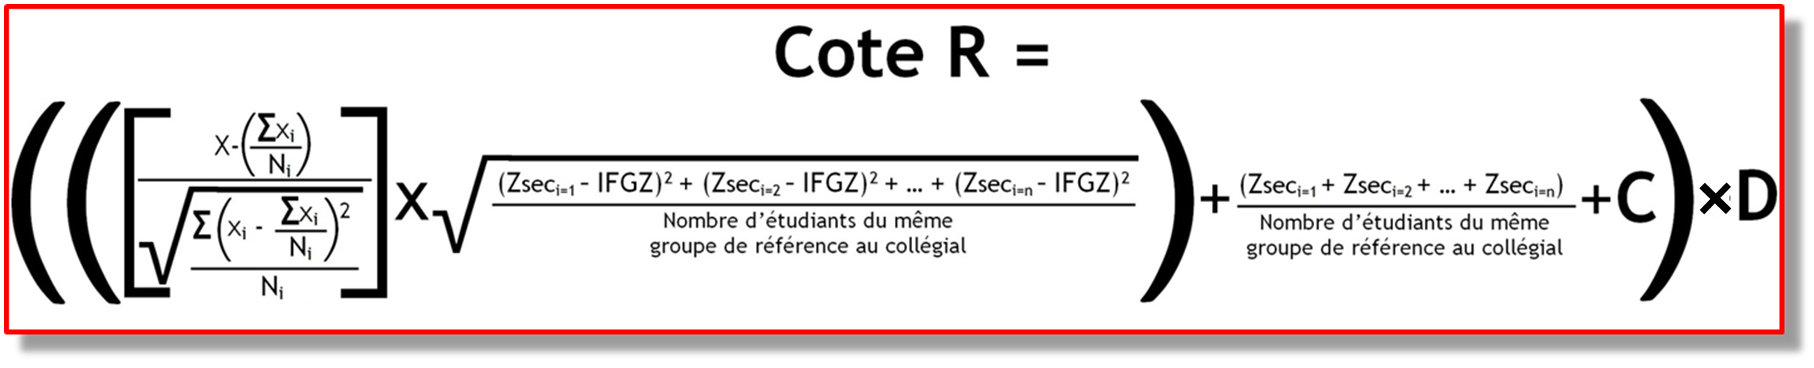 Cote R =
(([X-(Σxᵢ/Nᵢ) / √(Σ(xᵢ - Σxᵢ/Nᵢ)²/Nᵢ)] X √((Zsecᵢ₌₁ - IFGZ)² + (Zsecᵢ₌₂ - IFGZ)² + ... + (Zsecᵢ₌ₙ - IFGZ)² / Nombre d'étudiants du même groupe de référence au collégial)) + (Zsecᵢ₌₁ + Zsecᵢ₌₂ + ... + Zsecᵢ₌ₙ) / Nombre d'étudiants du même groupe de référence au collégial + C) × D